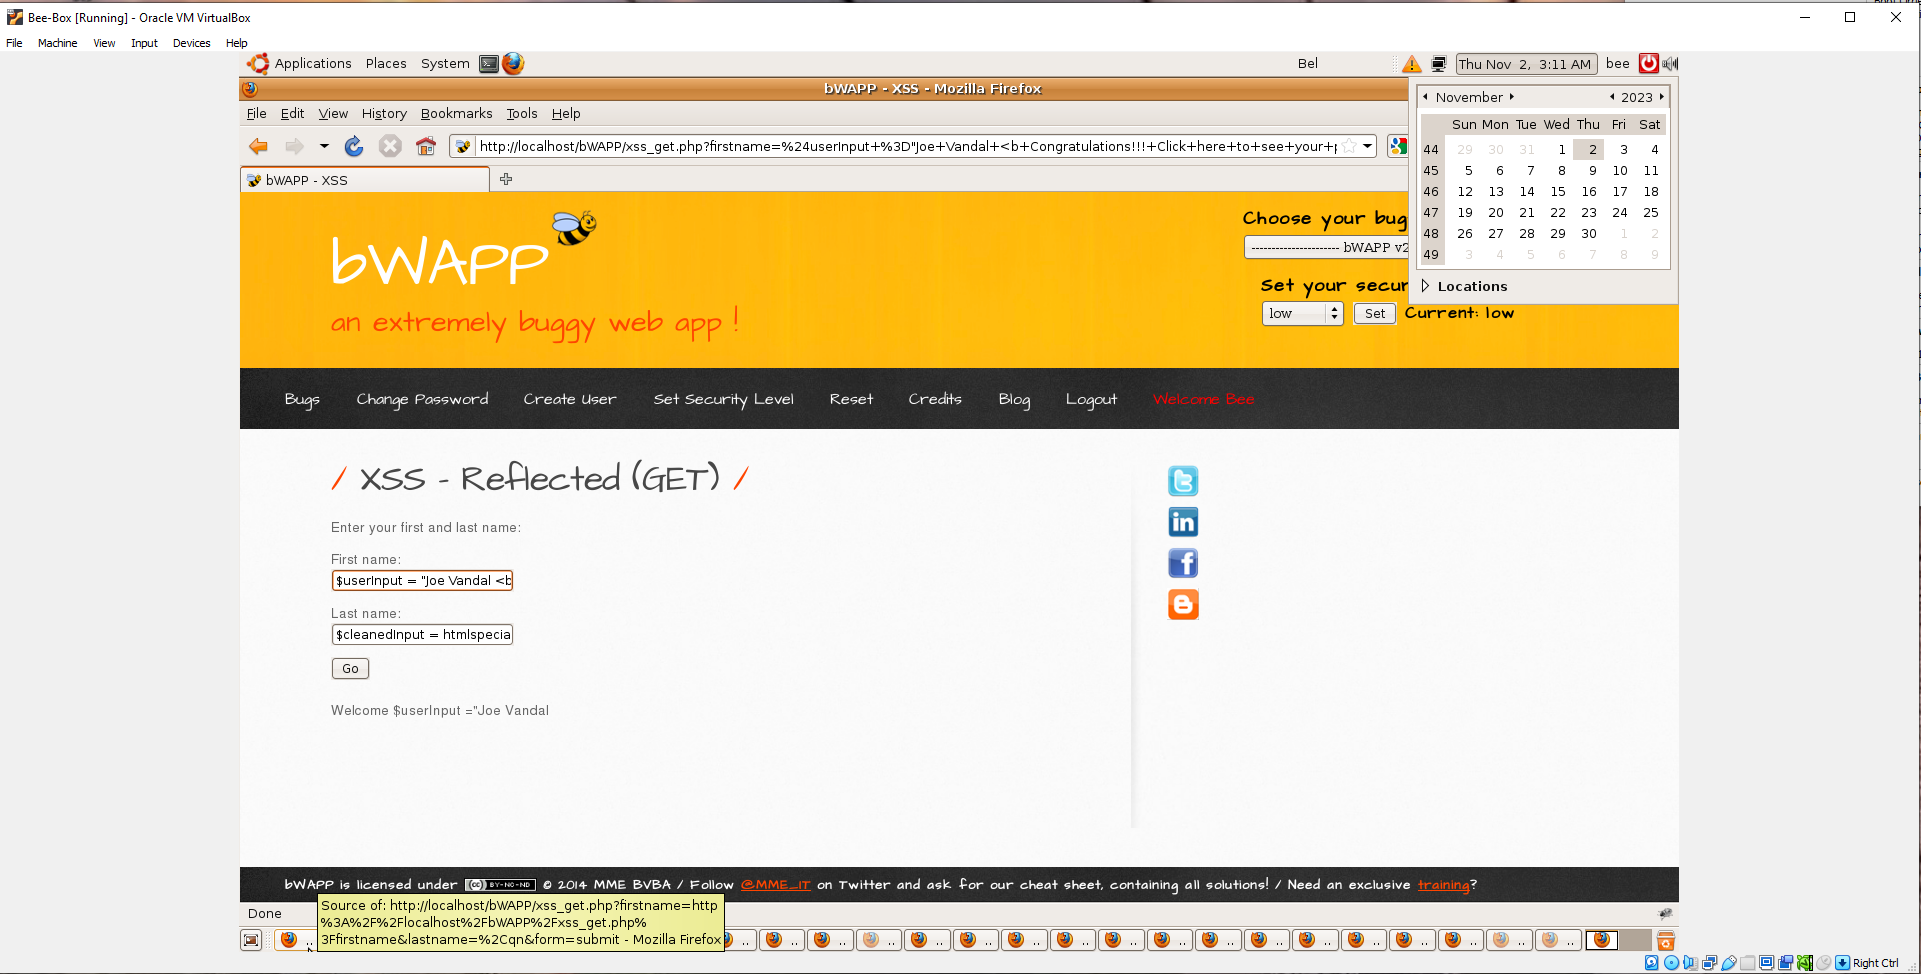 Bee-Box [Running] - Oracle VM VirtualBox
File Machine View Input Devices Help
Applications Places System Bel Thu Nov 2, 3:11 AM bee
bWAPP - XSS - Mozilla Firefox
File Edit View History Bookmarks Tools Help
http://localhost/bWAPP/xss_get.php?firstname=%24userInput+%3D"Joe+Vandal+<b+Congratulations!!!+Click+here+to+see+your+p
bWAPP - XSS
November 2023
Sun Mon Tue Wed Thu Fri Sat
44 29 30 31 1 2 3 4
45 5 6 7 8 9 10 11
46 12 13 14 15 16 17 18
47 19 20 21 22 23 24 25
48 26 27 28 29 30 1 2
49 3 4 5 6 7 8 9
Locations
bWAPP
an extremely buggy web app !
Choose your bug
---------------------- bWAPP v2
Set your secur
low Set Current: low
Bugs Change Password Create User Set Security Level Reset Credits Blog Logout Welcome Bee
/ XSS - Reflected (GET) /
Enter your first and last name:
First name:
$userInput = "Joe Vandal <b
Last name:
$cleanedInput = htmlspecia
Go
Welcome $userInput ="Joe Vandal
bWAPP is licensed under (cc) BY-NC-ND © 2014 MME BVBA / Follow @MME_IT on Twitter and ask for our cheat sheet, containing all solutions! / Need an exclusive training?
Done
Source of: http://localhost/bWAPP/xss_get.php?firstname=http
%3A%2F%2Flocalhost%2FbWAPP%2Fxss_get.php%
3Ffirstname&lastname=%2Cqn&form=submit - Mozilla Firefox
Right Ctrl